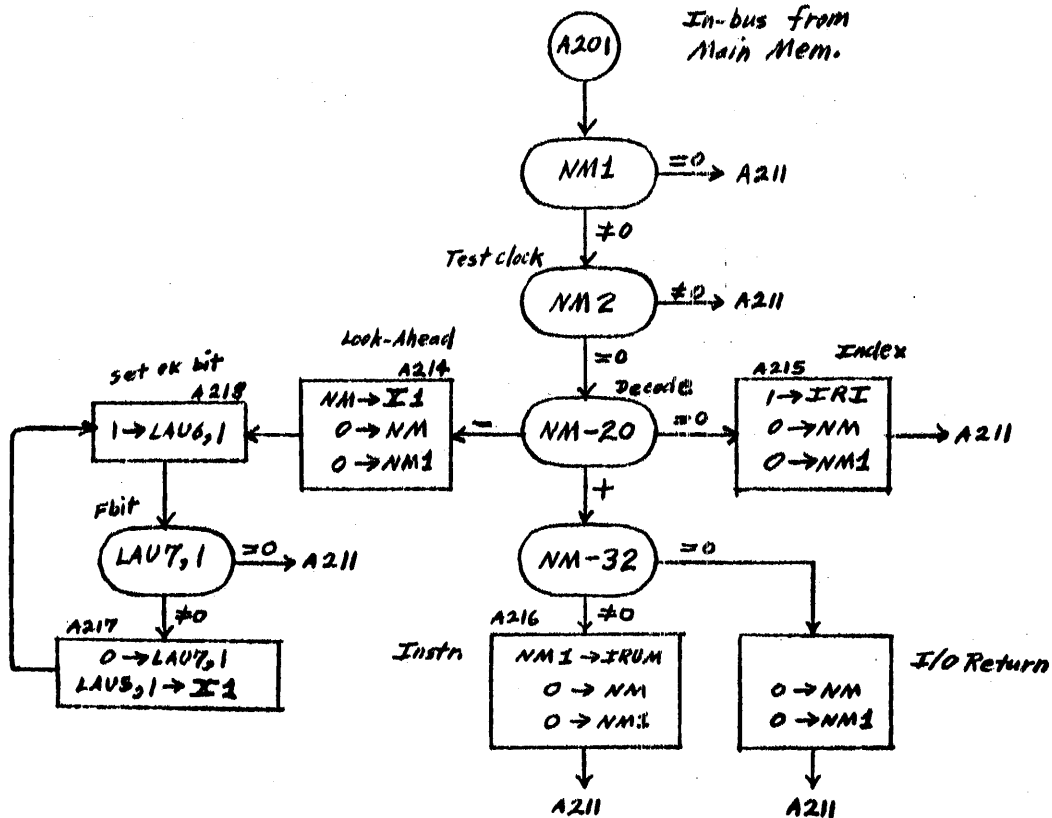 A201
In-bus from
Main Mem.
NM1
=0
A211
≠0
Test clock
NM2
≠0
A211
=0
Look-Ahead
A214
NM→I1
0→NM
0→NM1
Decode
NM-20
-
=0
+
Index
A215
1→IRI
0→NM
0→NM1
A211
Set OK bit
A218
1→LAU6,1
Fbit
LAU7,1
=0
A211
≠0
A217
0→LAU7,1
LAU5,1→I1
NM-32
=0
≠0
Instn
A216
NM1→IRUM
0→NM
0→NM1
A211
I/O Return
0→NM
0→NM1
A211